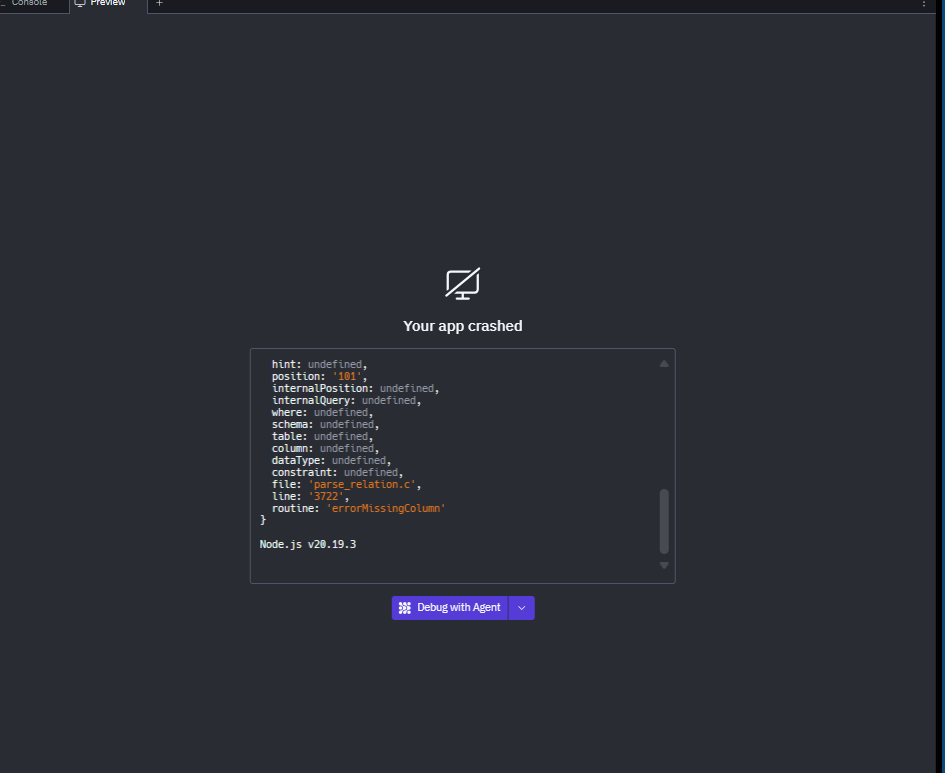 Console
Preview
Your app crashed
hint: undefined,
position: '101',
internalPosition: undefined,
internalQuery: undefined,
where: undefined,
schema: undefined,
table: undefined,
column: undefined,
dataType: undefined,
constraint: undefined,
file: 'parse_relation.c',
line: '3722',
routine: 'errorMissingColumn'
}
Node.js v20.19.3
Debug with Agent